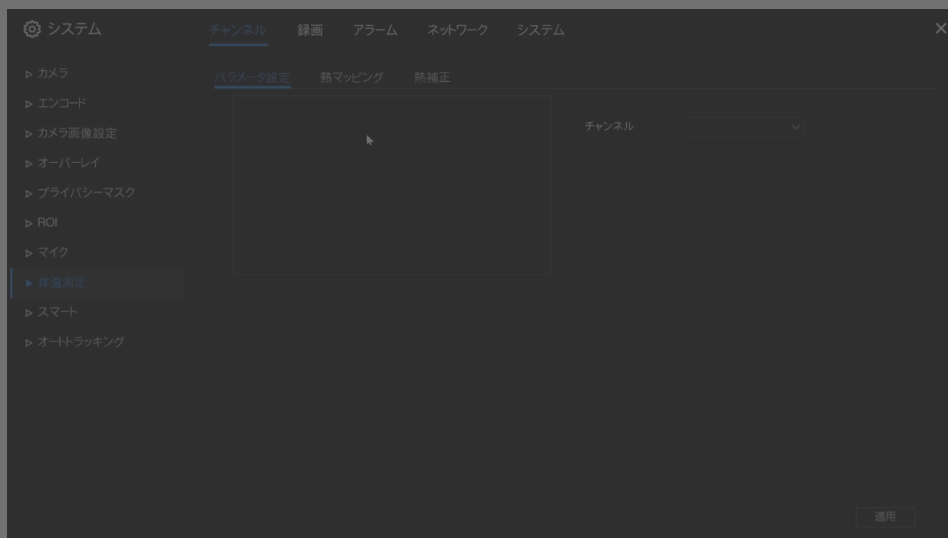 システム
チャンネル 録画 アラーム ネットワーク システム
パラメータ設定 熱マッピング 熱補正
チャンネル
カメラ
エンコード
カメラ画像設定
オーバーレイ
プライバシーマスク
ROI
マイク
体温測定
スマート
オートトラッキング
適用